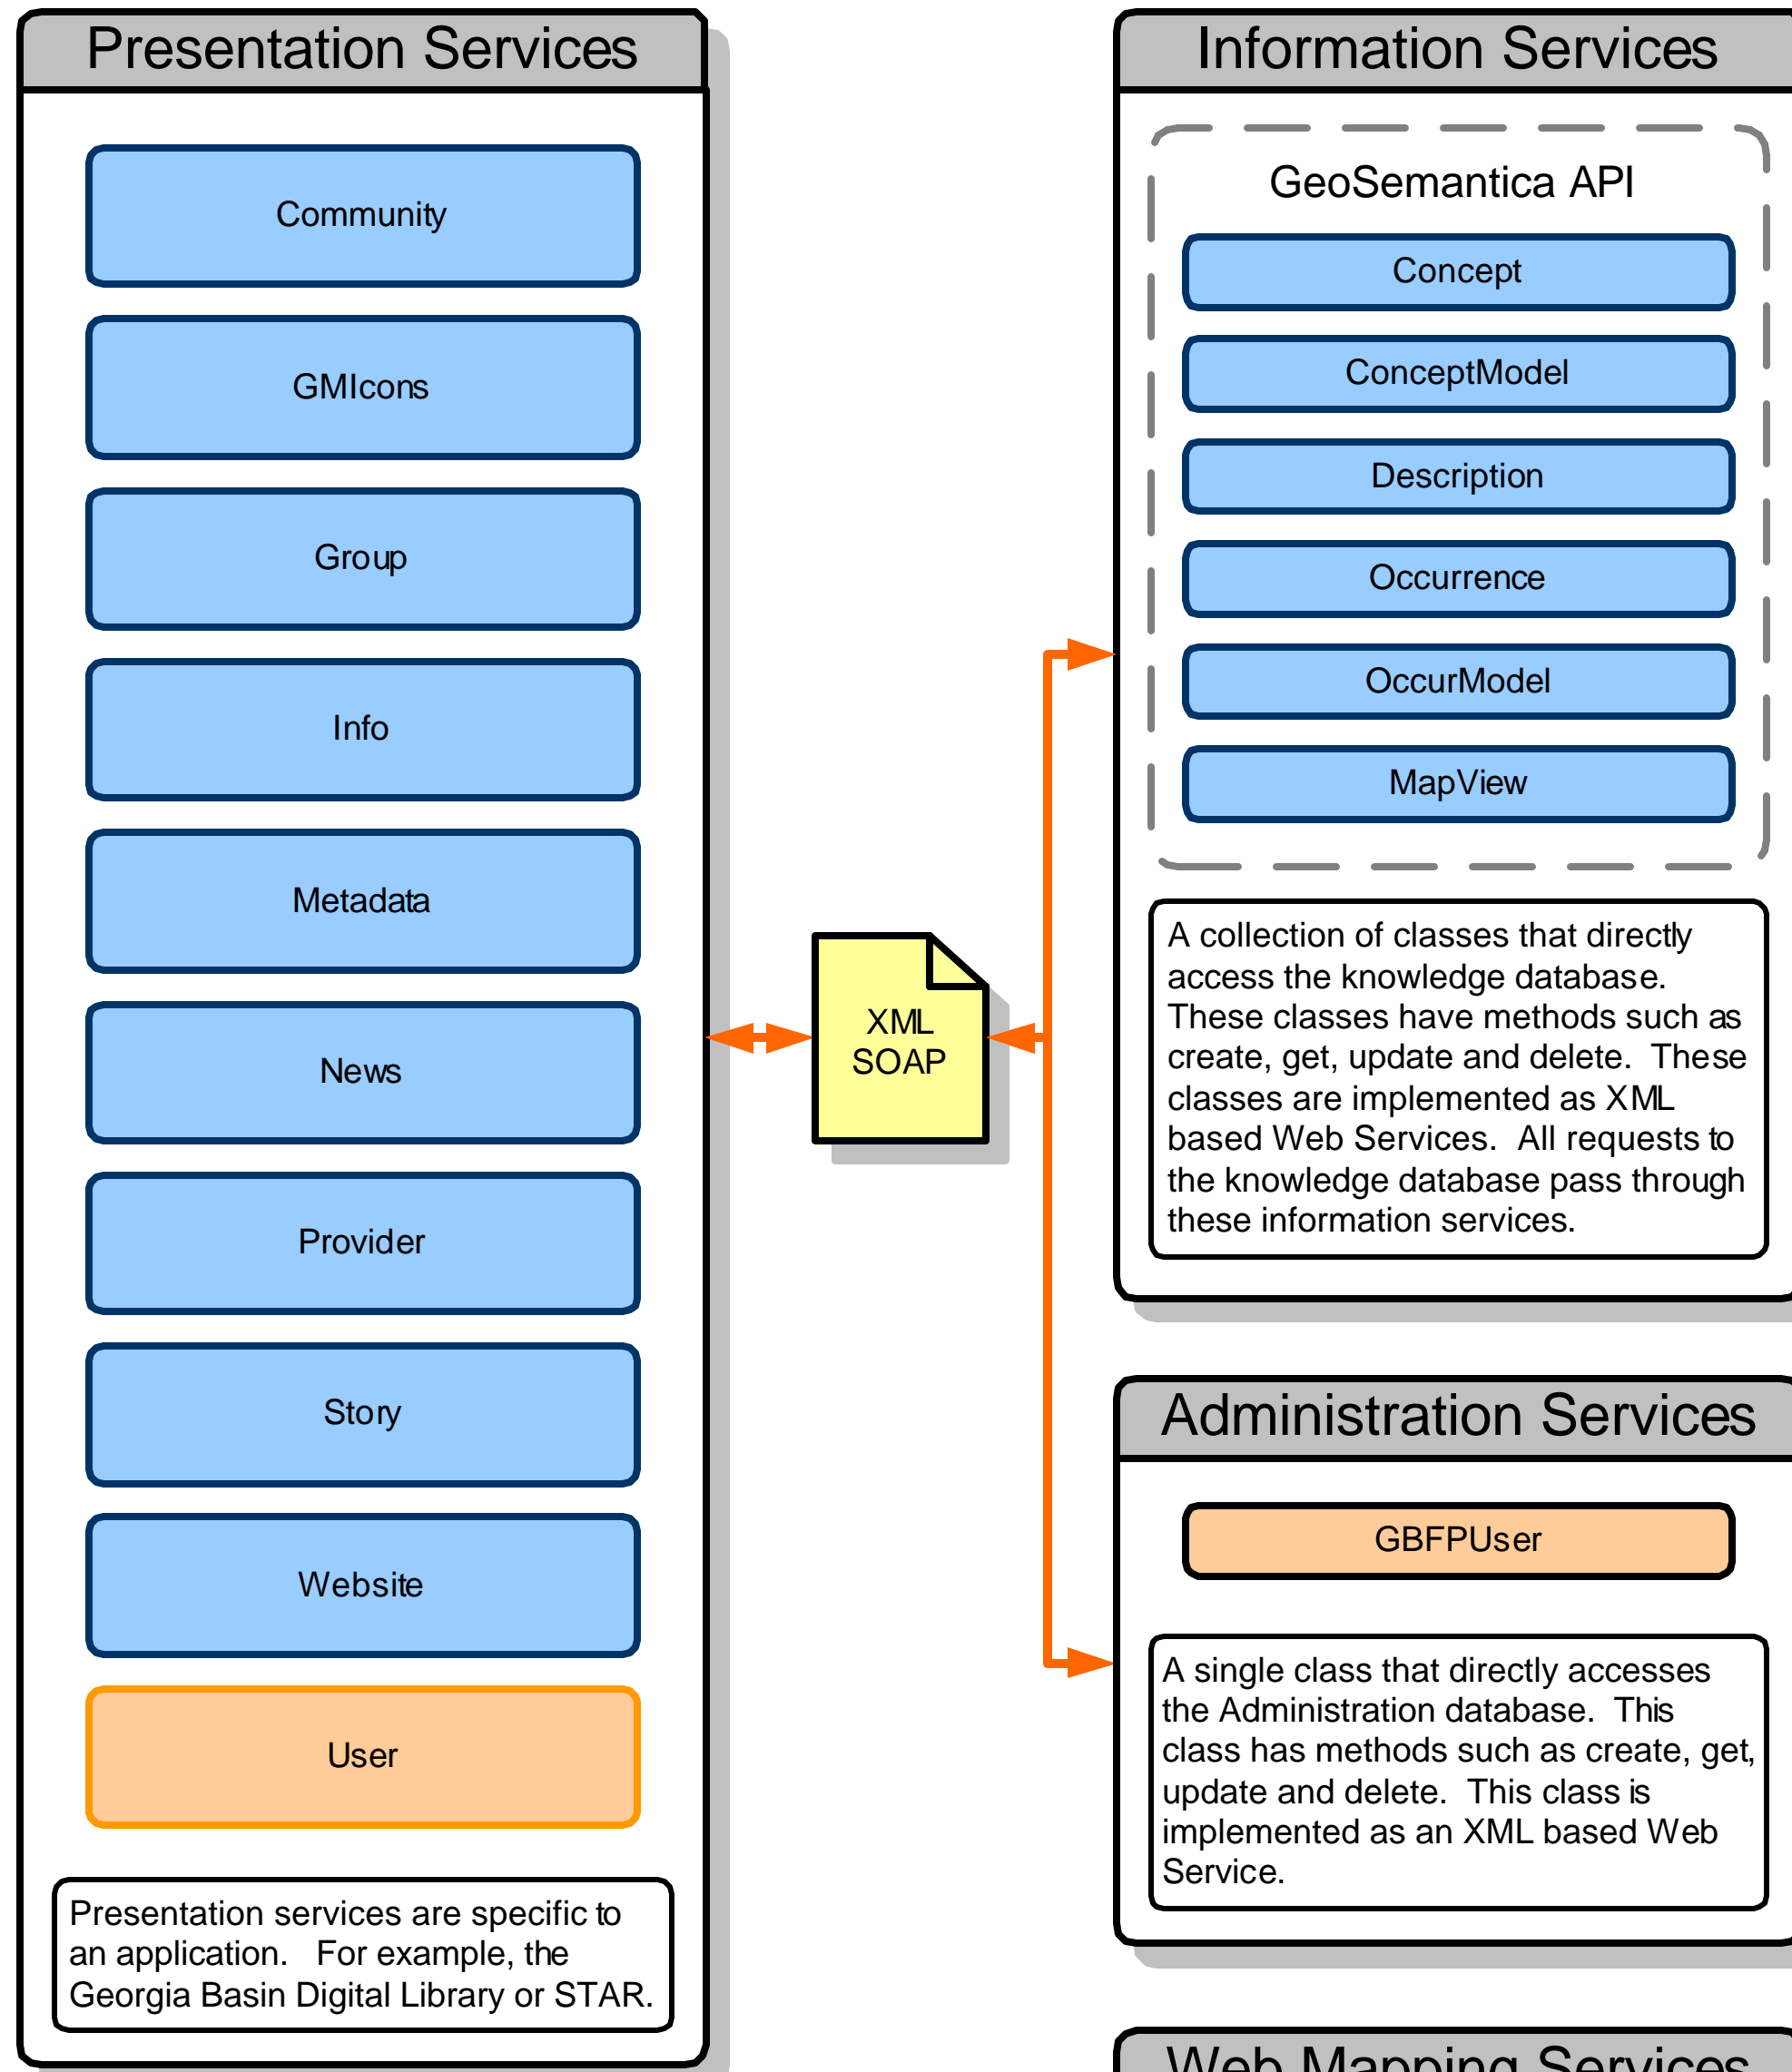 Presentation Services
Community
GMIcons
Group
Info
Metadata
News
Provider
Story
Website
User
Presentation services are specific to
an application. For example, the
Georgia Basin Digital Library or STAR.
XML
SOAP
Information Services
GeoSemantica API
Concept
ConceptModel
Description
Occurrence
OccurModel
MapView
A collection of classes that directly
access the knowledge database.
These classes have methods such as
create, get, update and delete. These
classes are implemented as XML
based Web Services. All requests to
the knowledge database pass through
these information services.
Administration Services
GBFPUser
A single class that directly accesses
the Administration database. This
class has methods such as create, get,
update and delete. This class is
implemented as an XML based Web
Service.
Web Mapping Services